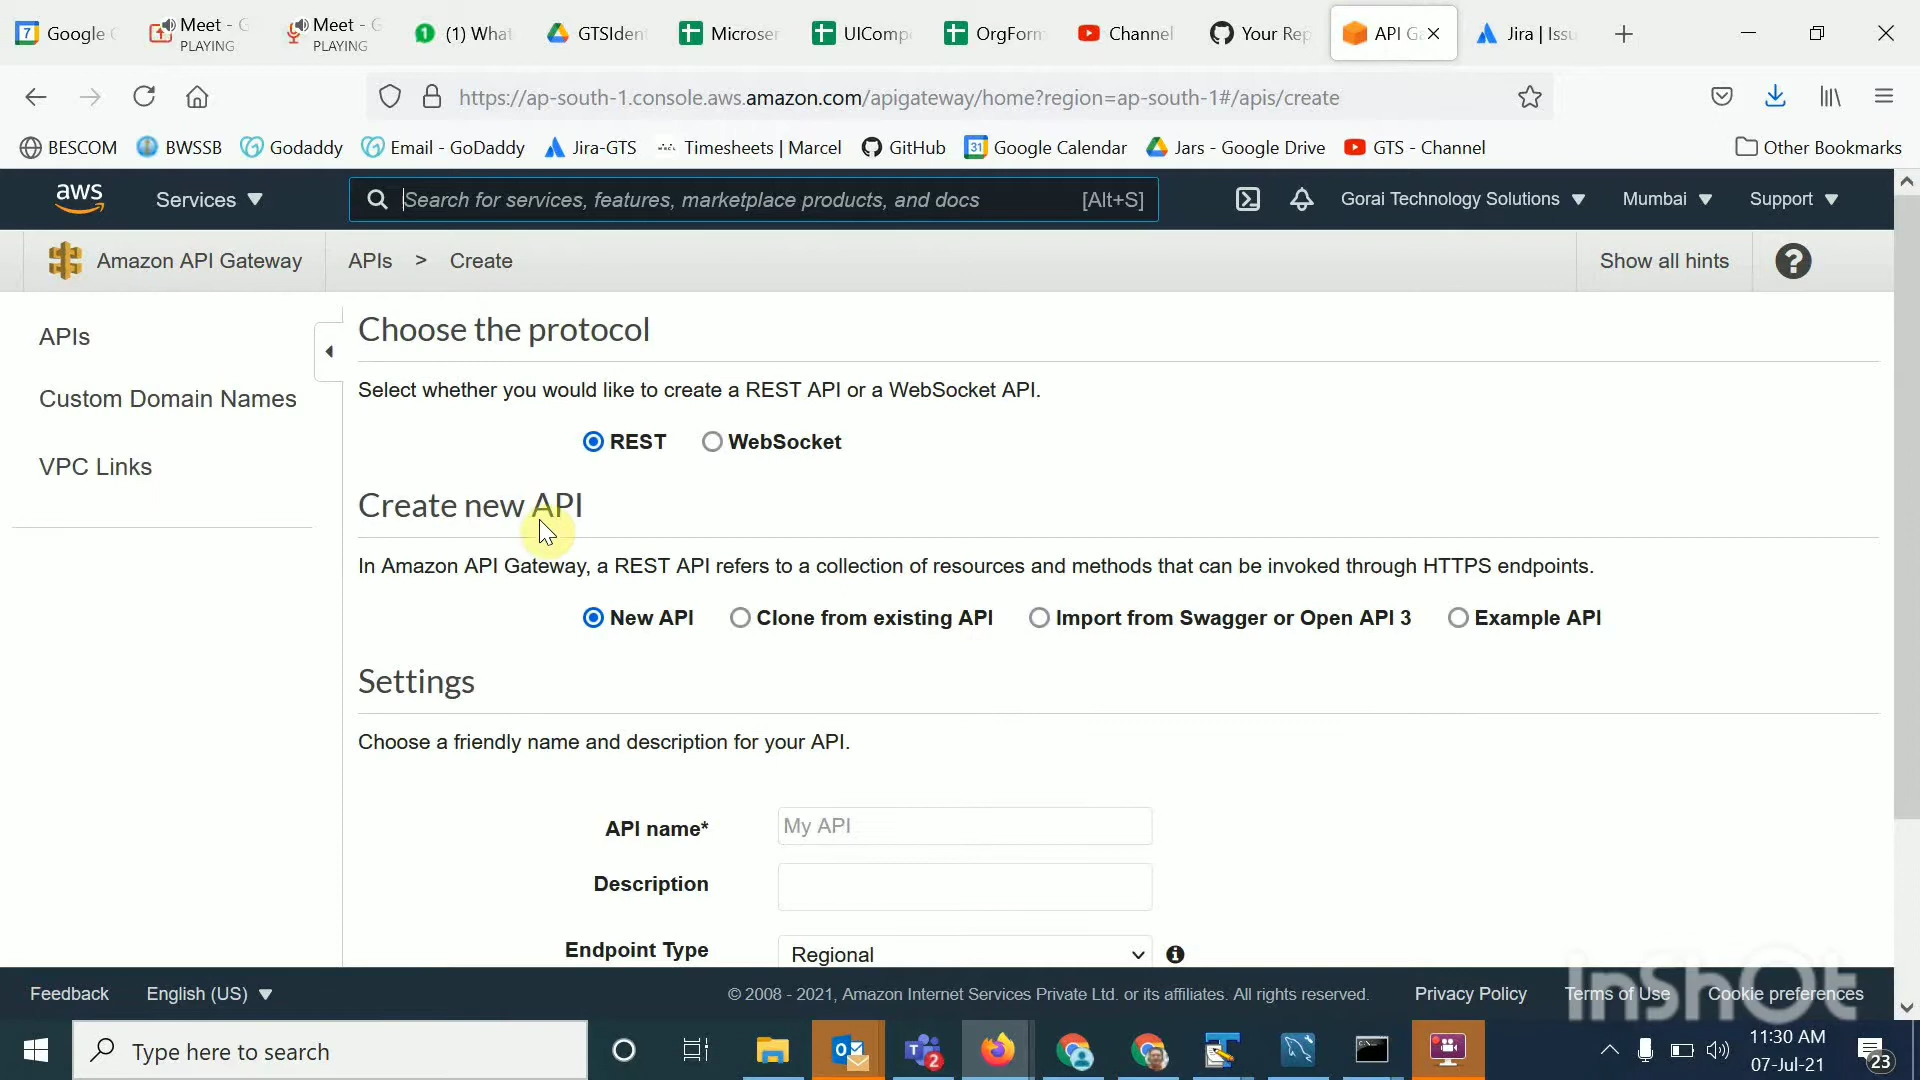 Google
Meet - G
PLAYING
Meet - G
PLAYING
(1) What
GTSIden
Microser
UICompo
OrgForm
Channel
Your Rep
API G
Jira | Issu
https://ap-south-1.console.aws.amazon.com/apigateway/home?region=ap-south-1#/apis/create
BESCOM
BWSSB
Godaddy
Email - GoDaddy
Jira-GTS
Timesheets | Marcel
GitHub
31
Google Calendar
Jars - Google Drive
GTS - Channel
Other Bookmarks
aws
Services
Search for services, features, marketplace products, and docs
[Alt+S]
Gorai Technology Solutions
Mumbai
Support
Amazon API Gateway
APIs > Create
Show all hints
?
APIs
Custom Domain Names
VPC Links
Choose the protocol
Select whether you would like to create a REST API or a WebSocket API.
REST
WebSocket
Create new API
In Amazon API Gateway, a REST API refers to a collection of resources and methods that can be invoked through HTTPS endpoints.
New API
Clone from existing API
Import from Swagger or Open API 3
Example API
Settings
Choose a friendly name and description for your API.
API name*
My API
Description
Endpoint Type
Regional
Feedback
English (US)
© 2008 - 2021, Amazon Internet Services Private Ltd. or its affiliates. All rights reserved.
Privacy Policy
Terms of Use
Cookie preferences
InShOt
Type here to search
2
11:30 AM
07-Jul-21
23